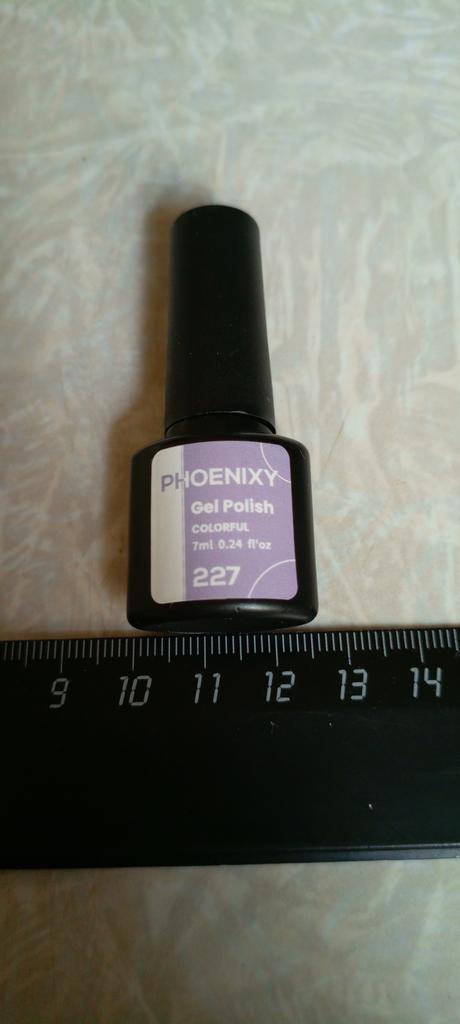 PHOENIXY
Gel Polish
COLORFUL
7ml 0.24 fl'oz
227
9 10 11 12 13 14